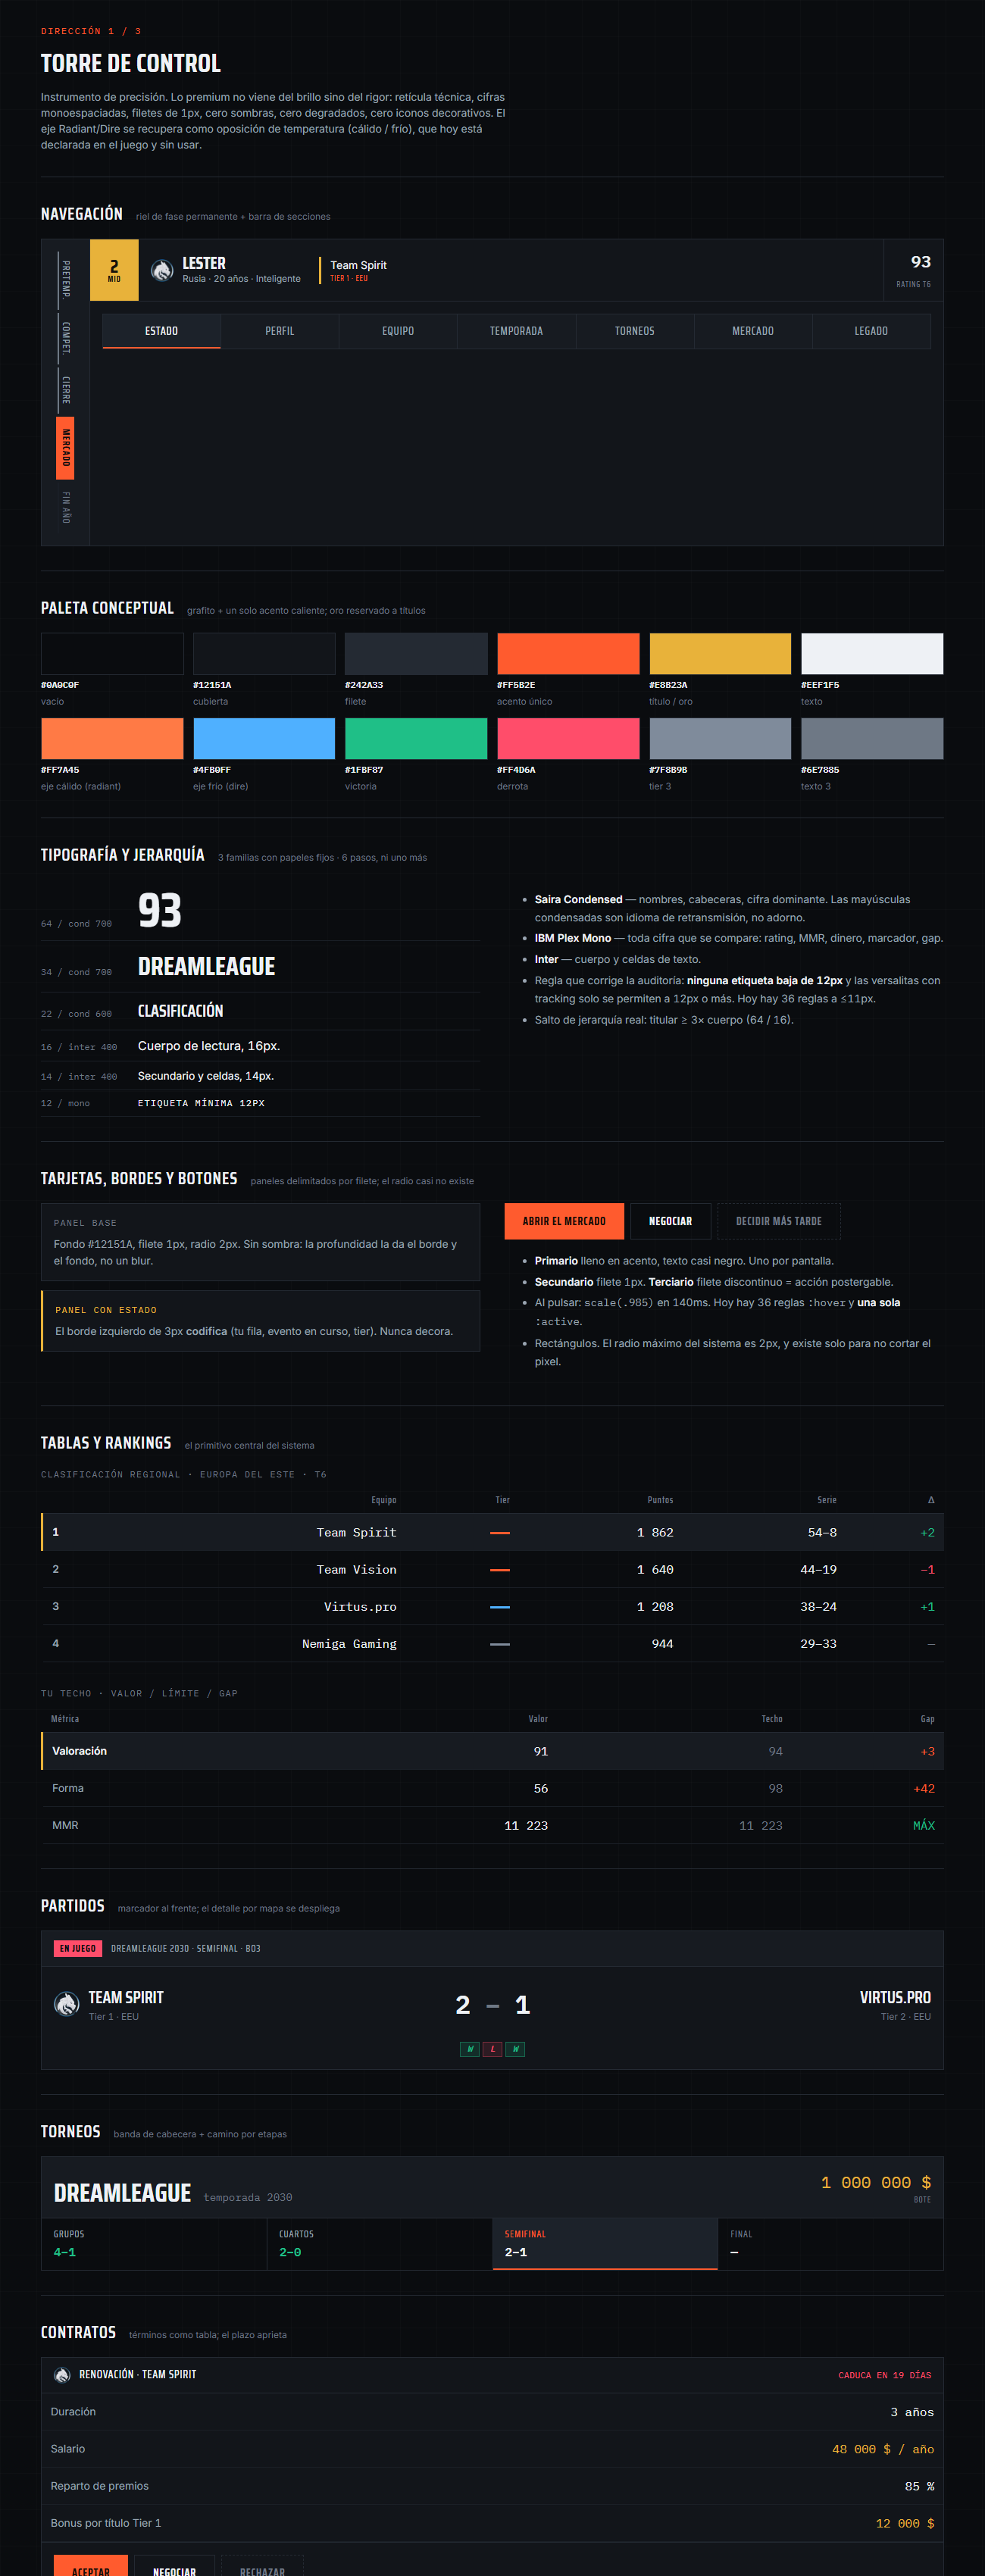 DIRECCIÓN 1 / 3
TORRE DE CONTROL
Instrumento de precisión. Lo premium no viene del brillo sino del rigor: retícula técnica, cifras
monoespaciadas, filetes de 1px, cero sombras, cero degradados, cero iconos decorativos. El
eje Radiant/Dire se recupera como oposición de temperatura (cálido / frío), que hoy está
declarada en el juego y sin usar.
NAVEGACIÓN riel de fase permanente + barra de secciones
PRETEMP.
COMPET.
CIERRE
MERCADO
FIN AÑO
2
MID
LESTER
Rusia · 20 años · Inteligente
Team Spirit
TIER 1 · EEU
93
RATING T6
ESTADO PERFIL EQUIPO TEMPORADA TORNEOS MERCADO LEGADO
PALETA CONCEPTUAL grafito + un solo acento caliente; oro reservado a títulos
#0A0C0F #12151A #242A33 #FF5B2E #E8B23A #EEF1F5
vacío cubierta filete acento único título / oro texto
#FF7A45 #4FB0FF #1FBF87 #FF4D6A #7F8B9B #6E7885
eje cálido (radiant) eje frío (dire) victoria derrota tier 3 texto 3
TIPOGRAFÍA Y JERARQUÍA 3 familias con papeles fijos · 6 pasos, ni uno más
64 / cond 700 93
34 / cond 700 DREAMLEAGUE
22 / cond 600 CLASIFICACIÓN
16 / inter 400 Cuerpo de lectura, 16px.
14 / inter 400 Secundario y celdas, 14px.
12 / mono ETIQUETA MÍNIMA 12PX
• Saira Condensed — nombres, cabeceras, cifra dominante. Las mayúsculas
condensadas son idioma de retransmisión, no adorno.
• IBM Plex Mono — toda cifra que se compare: rating, MMR, dinero, marcador, gap.
• Inter — cuerpo y celdas de texto.
• Regla que corrige la auditoría: ninguna etiqueta baja de 12px y las versalitas con
tracking solo se permiten a 12px o más. Hoy hay 36 reglas a ≤11px.
• Salto de jerarquía real: titular ≥ 3× cuerpo (64 / 16).
TARJETAS, BORDES Y BOTONES paneles delimitados por filete; el radio casi no existe
PANEL BASE
Fondo #12151A, filete 1px, radio 2px. Sin sombra: la profundidad la da el borde y
el fondo, no un blur.
PANEL CON ESTADO
El borde izquierdo de 3px codifica (tu fila, evento en curso, tier). Nunca decora.
ABRIR EL MERCADO NEGOCIAR DECIDIR MÁS TARDE
• Primario lleno en acento, texto casi negro. Uno por pantalla.
• Secundario filete 1px. Terciario filete discontinuo = acción postergable.
• Al pulsar: scale(.985) en 140ms. Hoy hay 36 reglas :hover y una sola
:active.
• Rectángulos. El radio máximo del sistema es 2px, y existe solo para no cortar el
pixel.
TABLAS Y RANKINGS el primitivo central del sistema
CLASIFICACIÓN REGIONAL · EUROPA DEL ESTE · T6
Equipo Tier Puntos Serie Δ
1 Team Spirit 1 862 54–8 +2
2 Team Vision 1 640 44–19 −1
3 Virtus.pro 1 208 38–24 +1
4 Nemiga Gaming 944 29–33 —
TU TECHO · VALOR / LÍMITE / GAP
Métrica Valor Techo Gap
Valoración 91 94 +3
Forma 56 98 +42
MMR 11 223 11 223 MÁX
PARTIDOS marcador al frente; el detalle por mapa se despliega
EN JUEGO DREAMLEAGUE 2030 · SEMIFINAL · BO3
TEAM SPIRIT
Tier 1 · EEU
2 – 1
VIRTUS.PRO
Tier 2 · EEU
W L W
TORNEOS banda de cabecera + camino por etapas
DREAMLEAGUE temporada 2030
1 000 000 $
BOTE
GRUPOS CUARTOS SEMIFINAL FINAL
4–1 2–0 2–1 —
CONTRATOS términos como tabla; el plazo aprieta
RENOVACIÓN · TEAM SPIRIT CADUCA EN 19 DÍAS
Duración 3 años
Salario 48 000 $ / año
Reparto de premios 85 %
Bonus por título Tier 1 12 000 $
ACEPTAR NEGOCIAR RECHAZAR